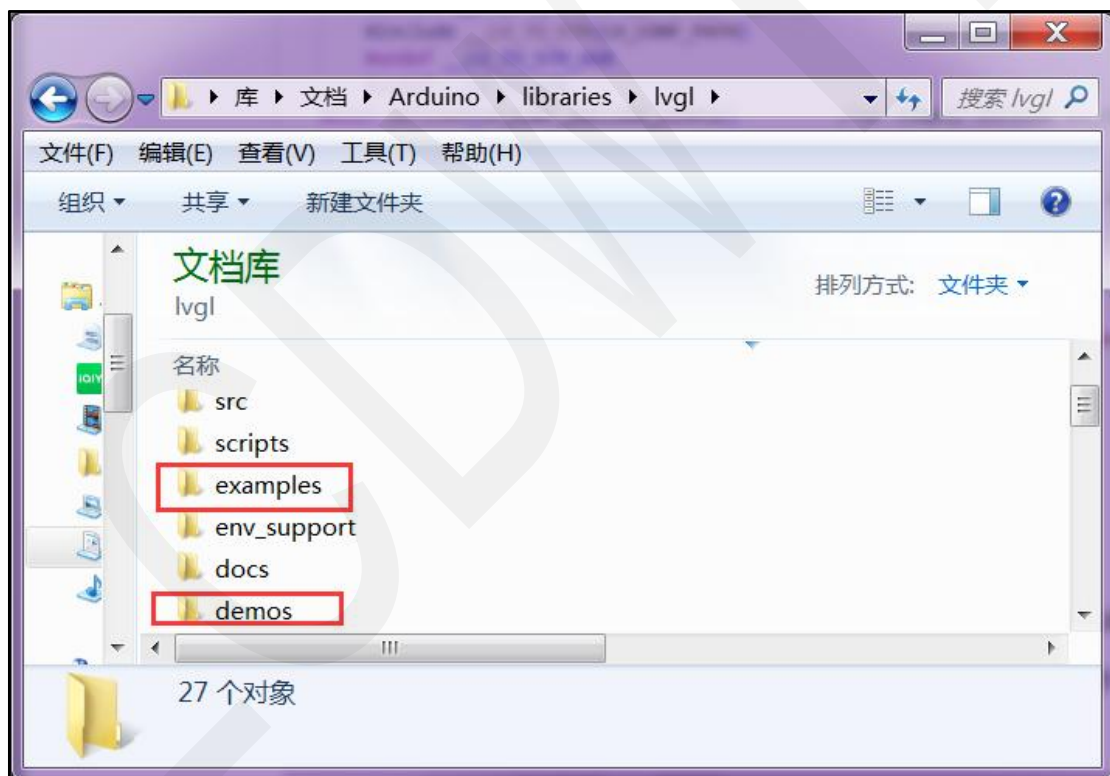 库 文档 Arduino libraries lvgl 搜索 lvgl
文件(F) 编辑(E) 查看(V) 工具(T) 帮助(H)
组织 共享 新建文件夹
文档库
lvgl
排列方式: 文件夹
名称
src
scripts
examples
env_support
docs
demos
27 个对象